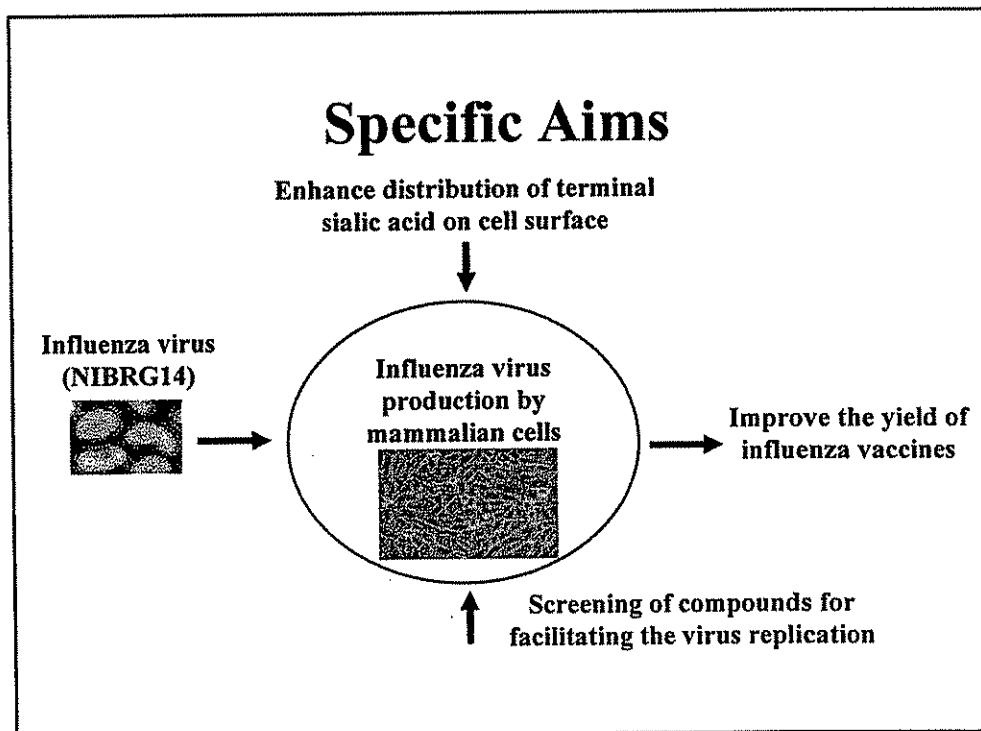 Specific Aims
Enhance distribution of terminal
sialic acid on cell surface
Influenza virus
(NIBRG14)
Influenza virus
production by
mammalian cells
Improve the yield of
influenza vaccines
Screening of compounds for
facilitating the virus replication